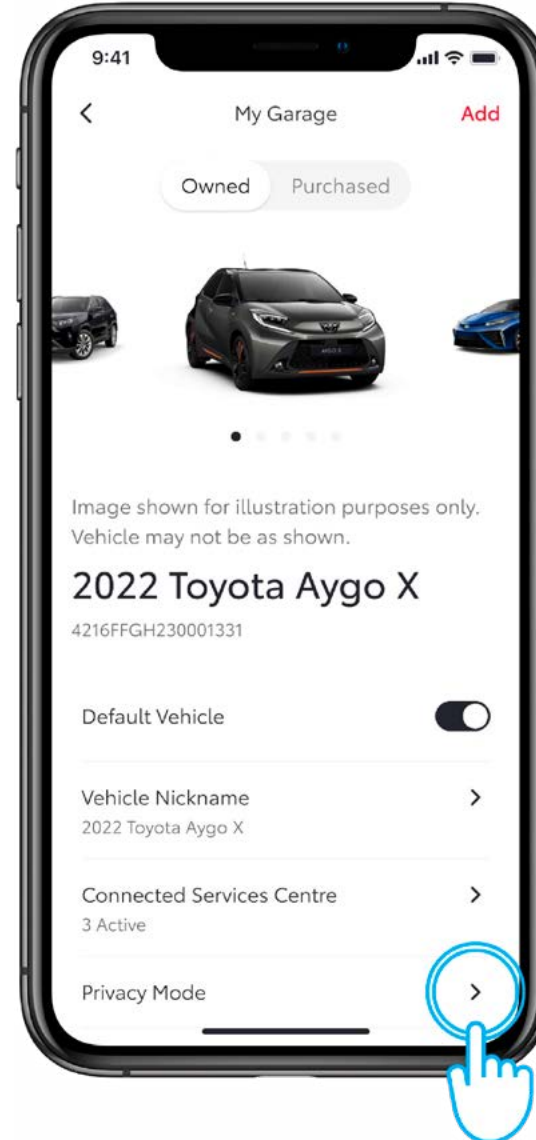 9:41
My Garage
Add
Owned
Purchased
AYGO X
Image shown for illustration purposes only.
Vehicle may not be as shown.
2022 Toyota Aygo X
4216FFGH230001331
Default Vehicle
Vehicle Nickname
2022 Toyota Aygo X
Connected Services Centre
3 Active
Privacy Mode